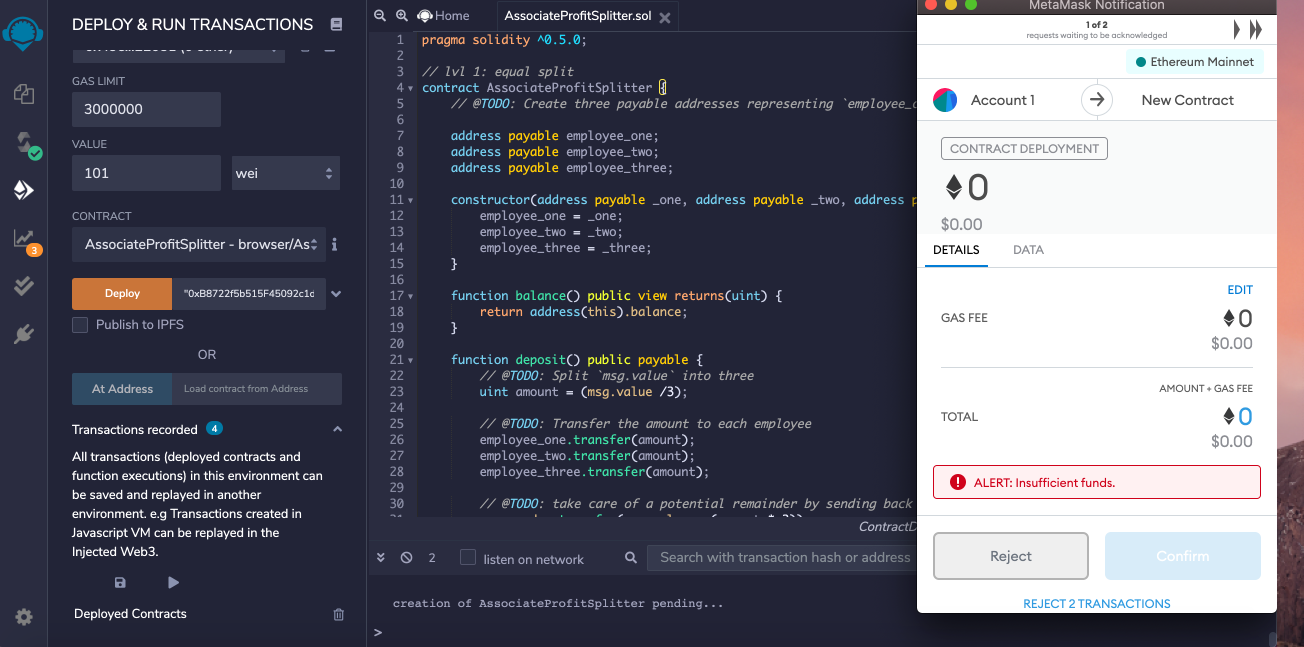 DEPLOY & RUN TRANSACTIONS
GAS LIMIT
3000000
VALUE
101
wei
CONTRACT
AssociateProfitSplitter - browser/As
i
Deploy
"0xB8722f5b515F45092c1d
Publish to IPFS
OR
At Address
Load contract from Address
Transactions recorded 4
All transactions (deployed contracts and
function executions) in this environment can
be saved and replayed in another
environment. e.g Transactions created in
Javascript VM can be replayed in the
Injected Web3.
Deployed Contracts
3
Home
AssociateProfitSplitter.sol
1 pragma solidity ^0.5.0;
2
3 // lvl 1: equal split
4 contract AssociateProfitSplitter {
5 // @TODO: Create three payable addresses representing `employee_
6
7 address payable employee_one;
8 address payable employee_two;
9 address payable employee_three;
10
11 constructor(address payable _one, address payable _two, address
12 employee_one = _one;
13 employee_two = _two;
14 employee_three = _three;
15 }
16
17 function balance() public view returns(uint) {
18 return address(this).balance;
19 }
20
21 function deposit() public payable {
22 // @TODO: Split `msg.value` into three
23 uint amount = (msg.value /3);
24
25 // @TODO: Transfer the amount to each employee
26 employee_one.transfer(amount);
27 employee_two.transfer(amount);
28 employee_three.transfer(amount);
29
30 // @TODO: take care of a potential remainder by sending back
ContractD
2
listen on network
Search with transaction hash or address
creation of AssociateProfitSplitter pending...
>
MetaMask Notification
1 of 2
requests waiting to be acknowledged
Ethereum Mainnet
Account 1
New Contract
CONTRACT DEPLOYMENT
0
$0.00
DETAILS
DATA
EDIT
GAS FEE
0
$0.00
AMOUNT + GAS FEE
TOTAL
0
$0.00
! ALERT: Insufficient funds.
Reject
Confirm
REJECT 2 TRANSACTIONS